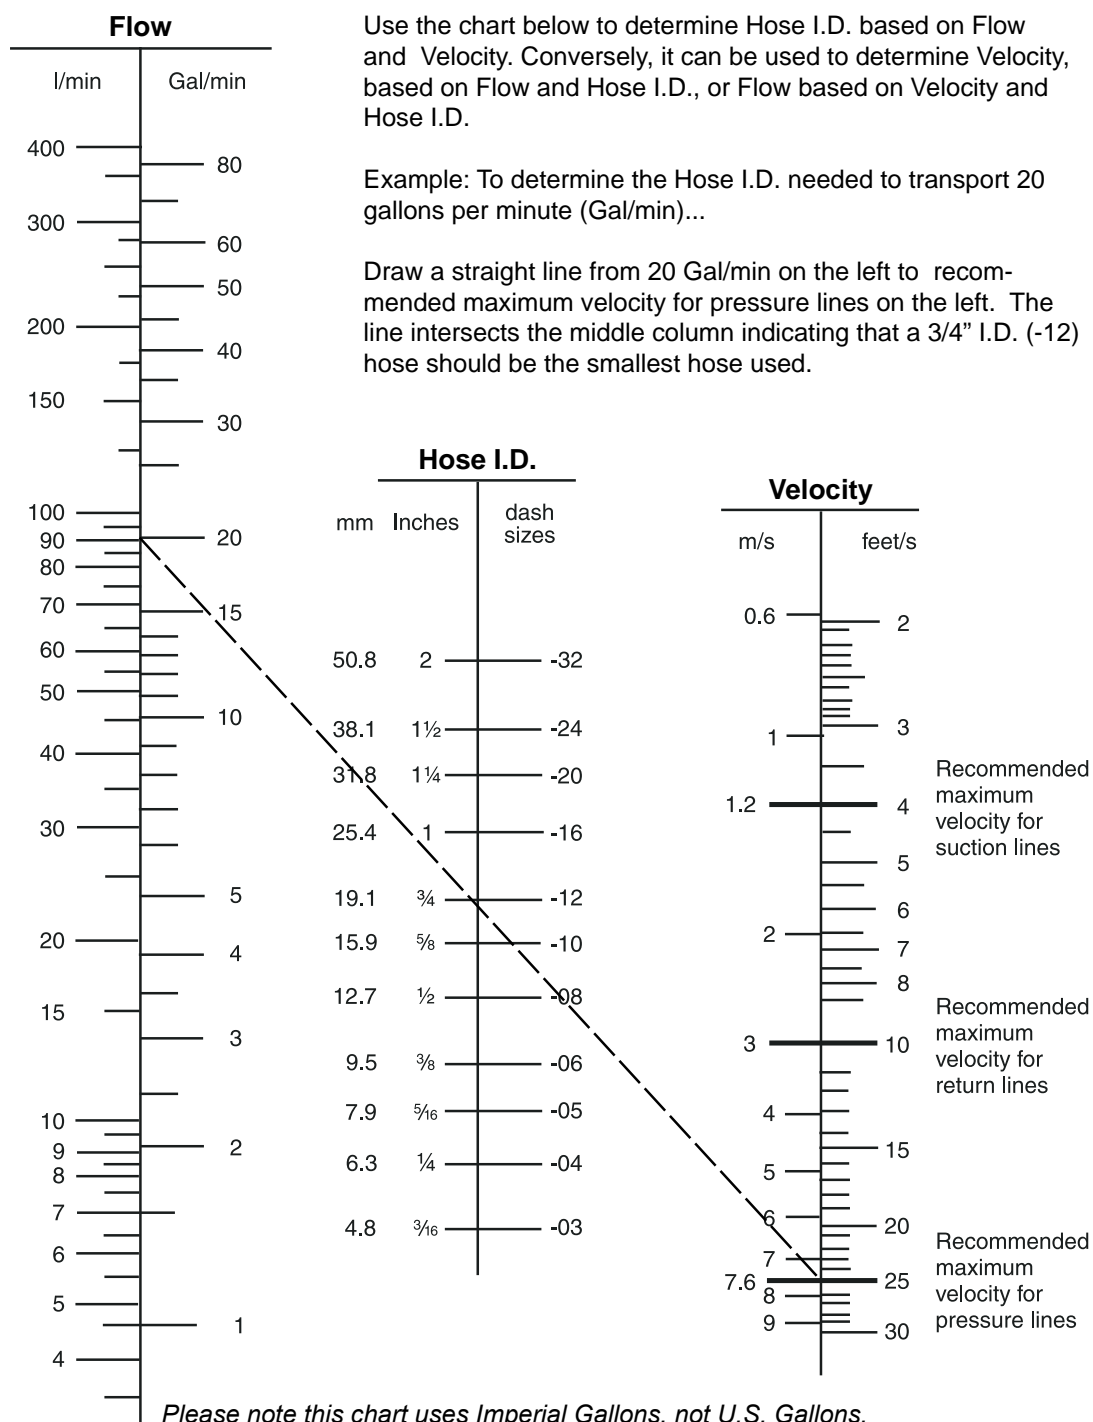 Flow
l/min Gal/min
Use the chart below to determine Hose I.D. based on Flow
and Velocity. Conversely, it can be used to determine Velocity,
based on Flow and Hose I.D., or Flow based on Velocity and
Hose I.D.
Example: To determine the Hose I.D. needed to transport 20
gallons per minute (Gal/min)...
Draw a straight line from 20 Gal/min on the left to recom-
mended maximum velocity for pressure lines on the left. The
line intersects the middle column indicating that a 3/4” I.D. (-12)
hose should be the smallest hose used.
400
300
200
150
100
90
80
70
60
50
40
30
20
15
10
9
8
7
6
5
4
80
60
50
40
30
20
15
10
5
4
3
2
1
Hose I.D.
mm Inches dash
sizes
50.8 2 -32
38.1 1½ -24
31.8 1¼ -20
25.4 1 -16
19.1 ¾ -12
15.9 ⅝ -10
12.7 ½ -08
9.5 ⅜ -06
7.9 5/16 -05
6.3 ¼ -04
4.8 3/16 -03
Velocity
m/s feet/s
0.6
1
1.2
2
3
4
5
6
7
7.6
8
9
2
3
4
5
6
7
8
10
15
20
25
30
Recommended
maximum
velocity for
suction lines
Recommended
maximum
velocity for
return lines
Recommended
maximum
velocity for
pressure lines
Please note this chart uses Imperial Gallons, not U.S. Gallons.